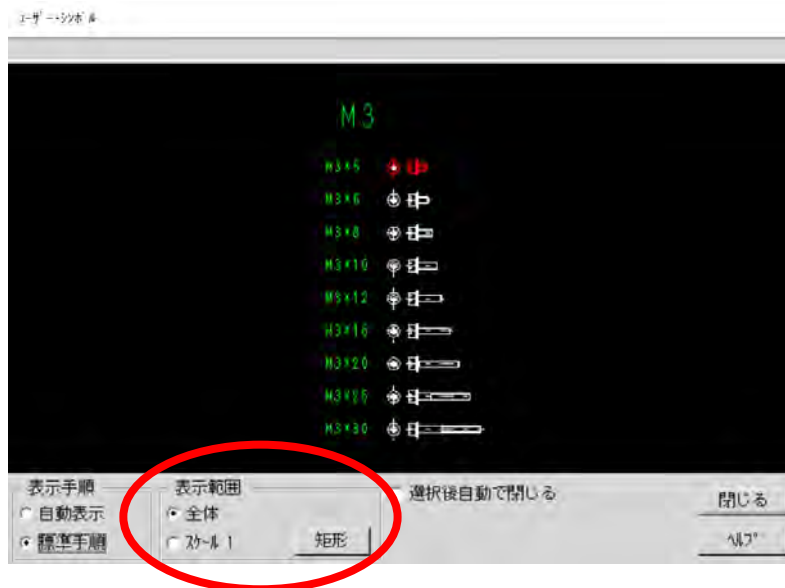 ユーザー・シンボル
M3
M3×5
M3×6
M3×8
M3×10
M3×12
M3×16
M3×20
M3×25
M3×30
表示手順
自動表示
標準手順
表示範囲
全体
スケール 1
矩形
選択後自動で閉じる
閉じる
ヘルプ